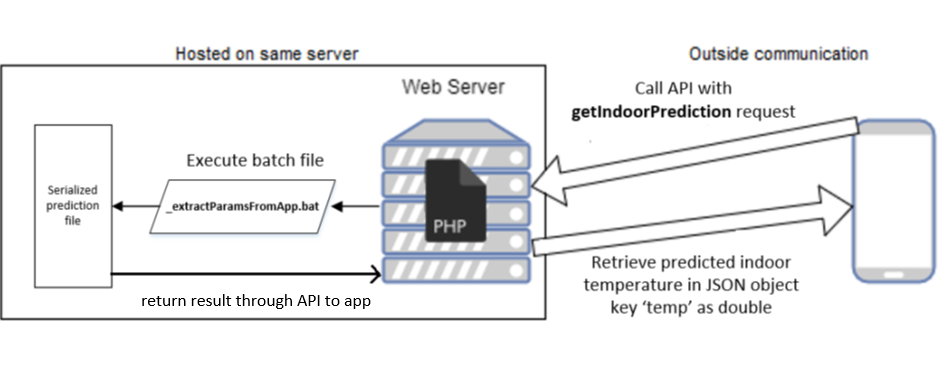 Hosted on same server
Outside communication
Web Server
Call API with
getIndoorPrediction request
Execute batch file
Serialized
prediction
file
_extractParamsFromApp.bat
PHP
return result through API to app
Retrieve predicted indoor
temperature in JSON object
key ‘temp’ as double